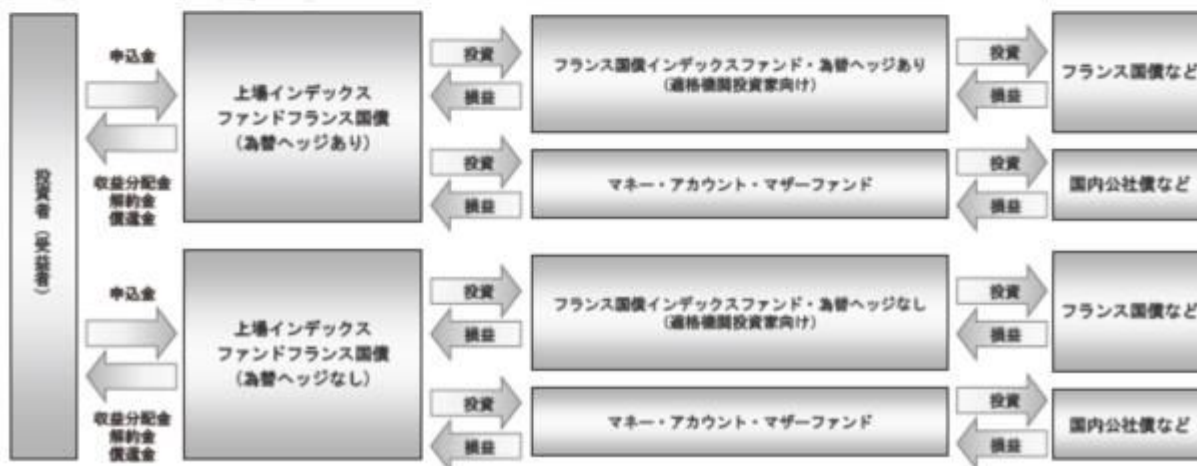 投資者（受益者）
申込金
収益分配金
解約金
償還金
上場インデックス
ファンドフランス国債
（為替ヘッジあり）
投資
損益
フランス国債インデックスファンド・為替ヘッジあり
（適格機関投資家向け）
投資
損益
フランス国債など
投資
損益
マネー・アカウント・マザーファンド
投資
損益
国内公社債など
申込金
収益分配金
解約金
償還金
上場インデックス
ファンドフランス国債
（為替ヘッジなし）
投資
損益
フランス国債インデックスファンド・為替ヘッジなし
（適格機関投資家向け）
投資
損益
フランス国債など
投資
損益
マネー・アカウント・マザーファンド
投資
損益
国内公社債など